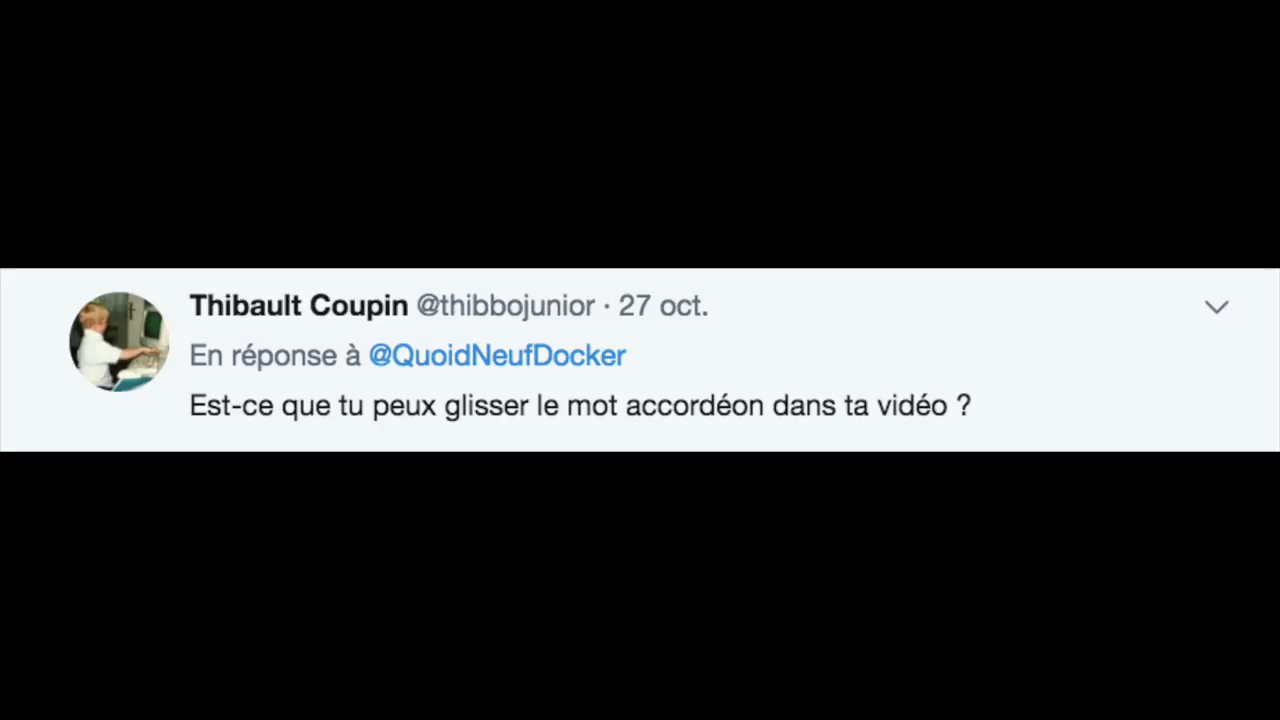 Thibault Coupin @thibbojunior · 27 oct.
En réponse à @QuoidNeufDocker
Est-ce que tu peux glisser le mot accordéon dans ta vidéo ?